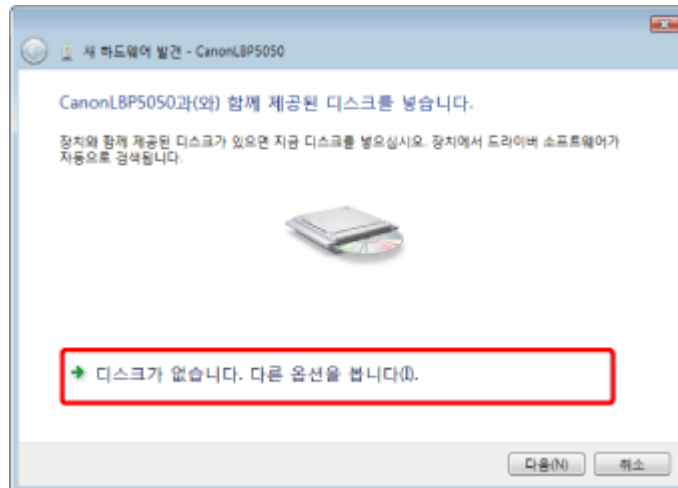 새 하드웨어 발견 - CanonLBP5050
CanonLBP5050과(와) 함께 제공된 디스크를 넣습니다.
장치와 함께 제공된 디스크가 있으면 지금 디스크를 넣으십시오. 장치에서 드라이버 소프트웨어가
자동으로 검색됩니다.
디스크가 없습니다. 다른 옵션을 봅니다(I).
다음(N)
취소